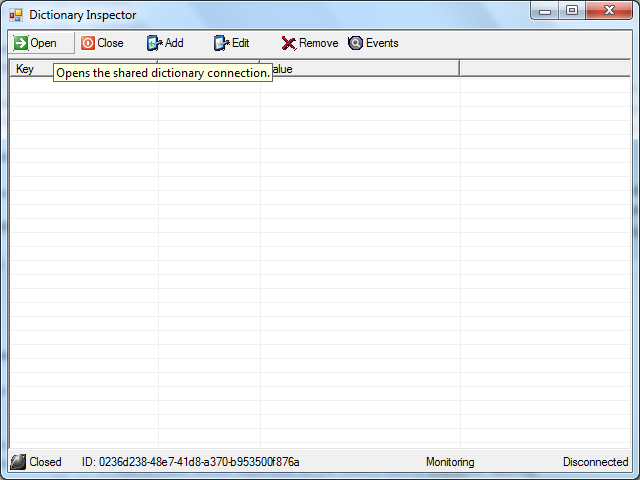 Dictionary Inspector
Open Close Add Edit Remove Events
Key
Opens the shared dictionary connection.
Closed ID: 0236d238-48e7-41d8-a370-b953500f876a Monitoring Disconnected